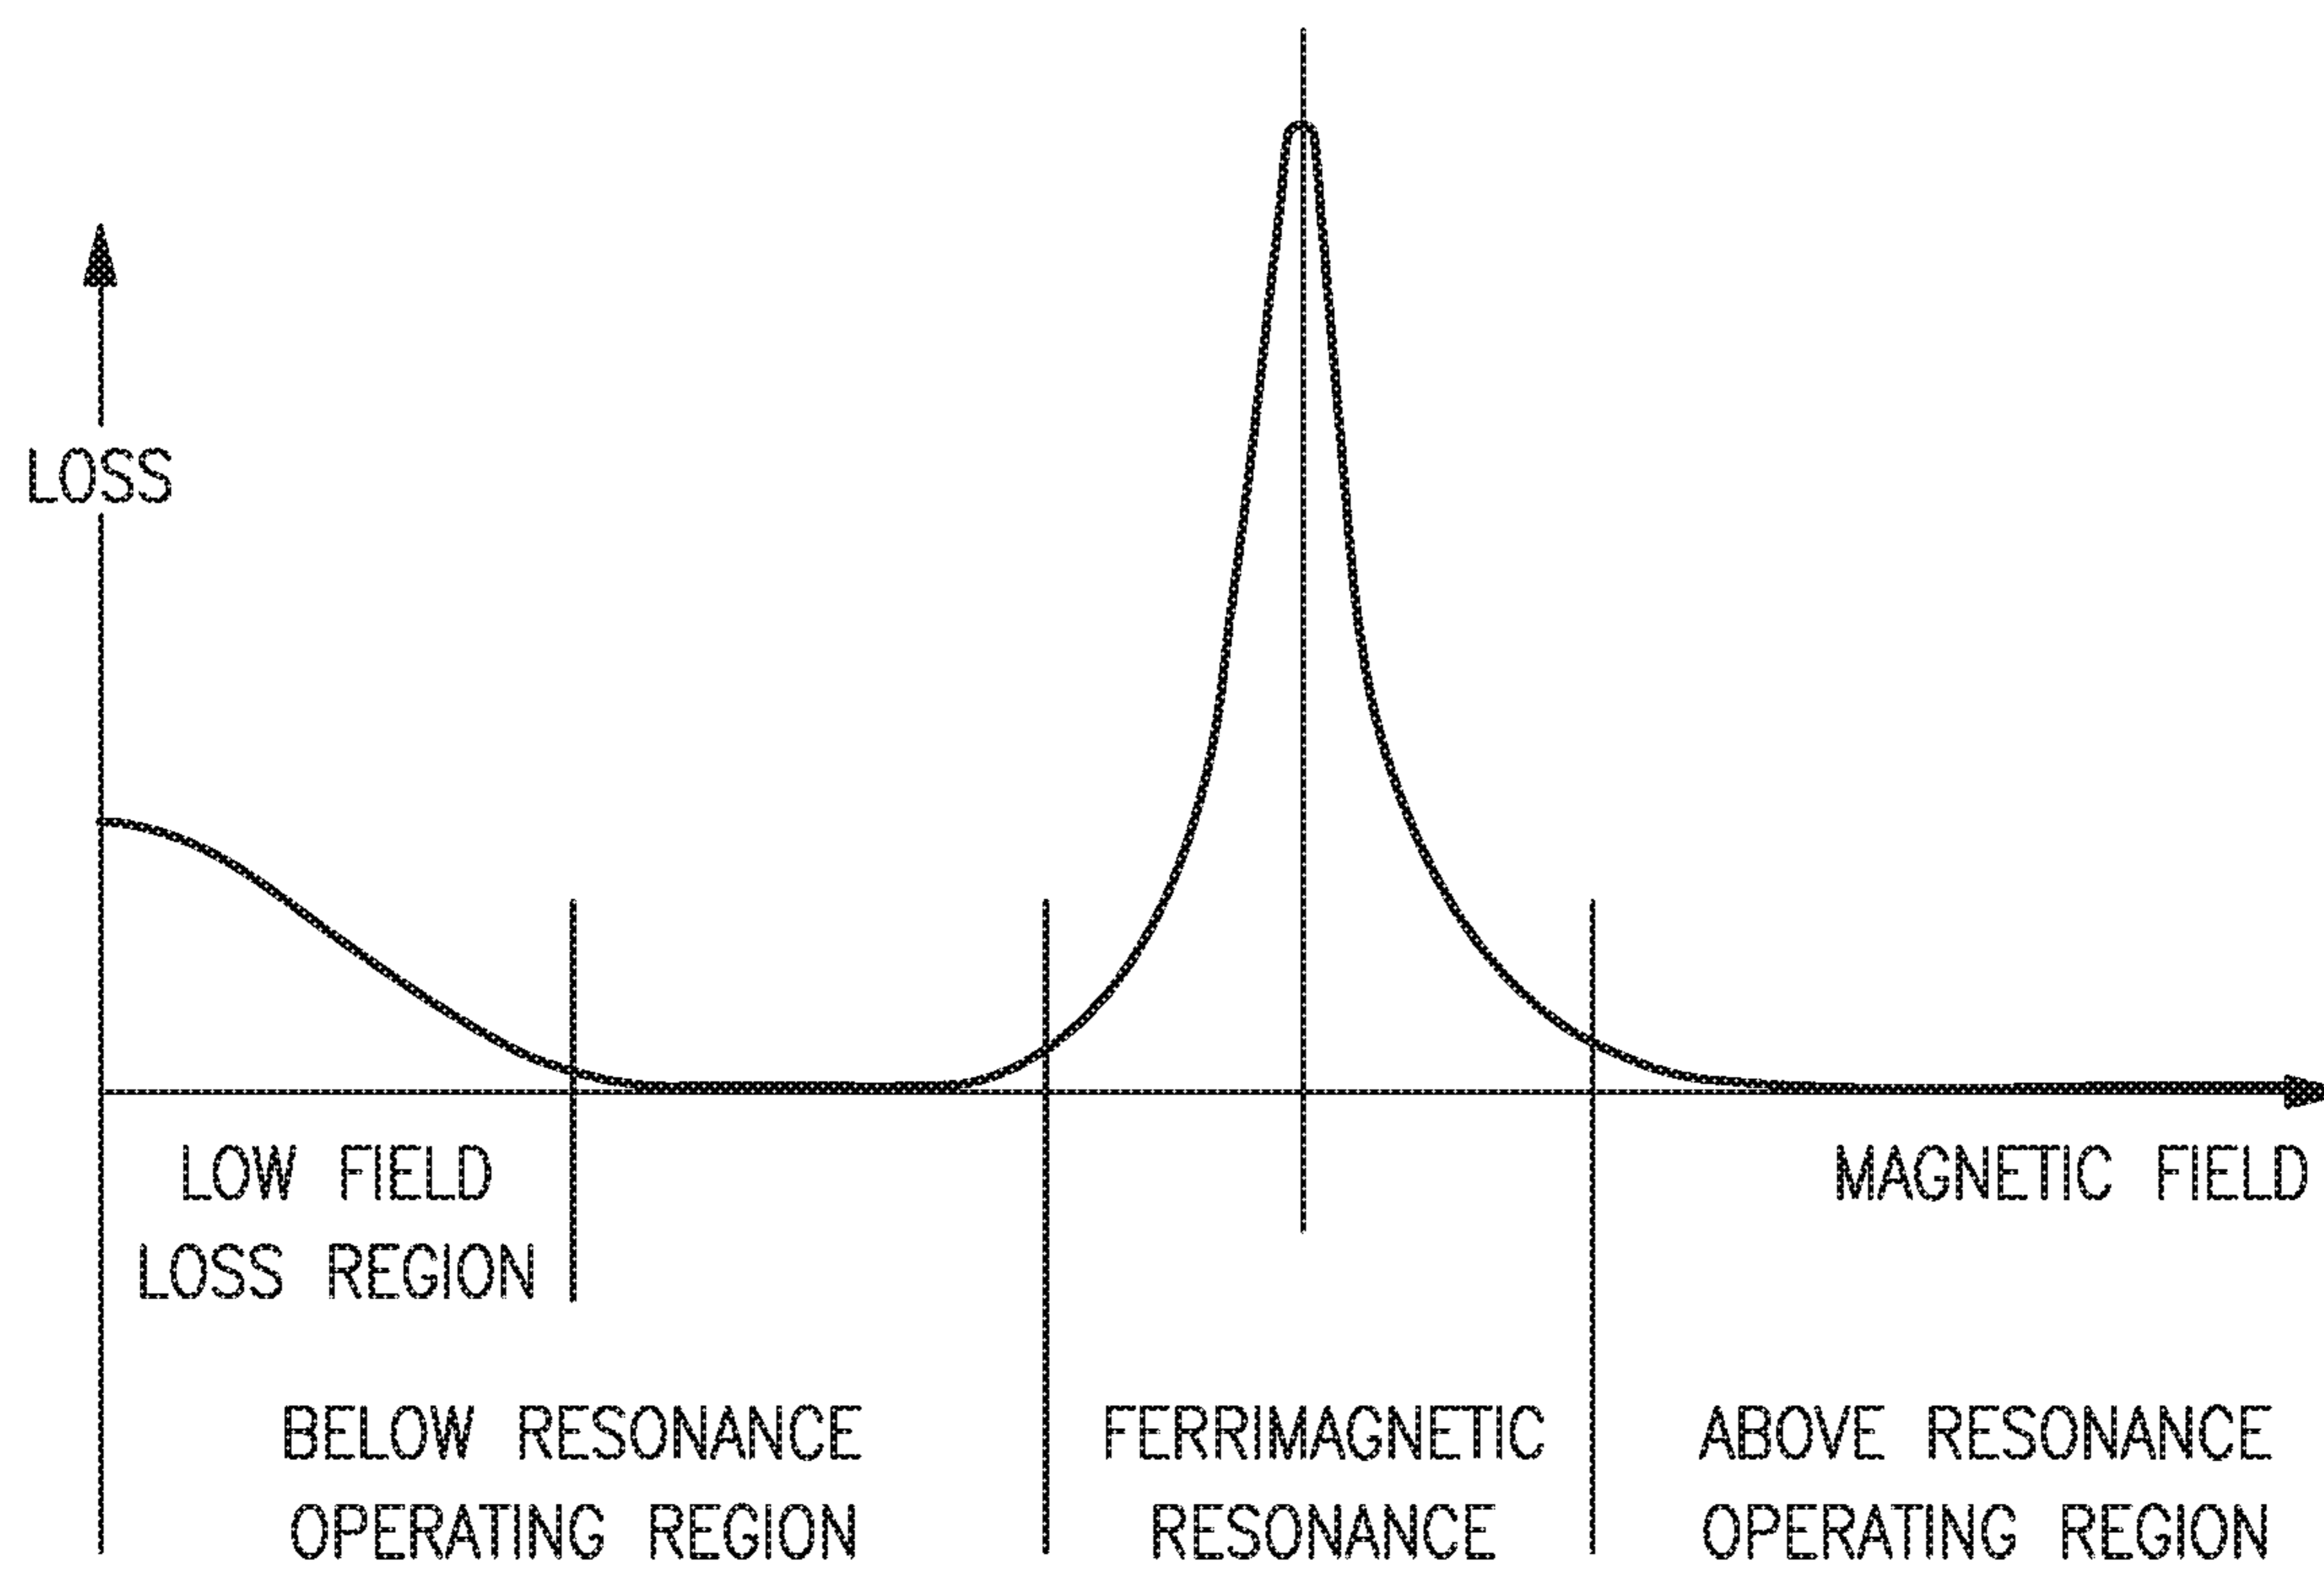 LOSS
LOW FIELD
LOSS REGION
MAGNETIC FIELD
BELOW RESONANCE
OPERATING REGION
FERRIMAGNETIC
RESONANCE
ABOVE RESONANCE
OPERATING REGION